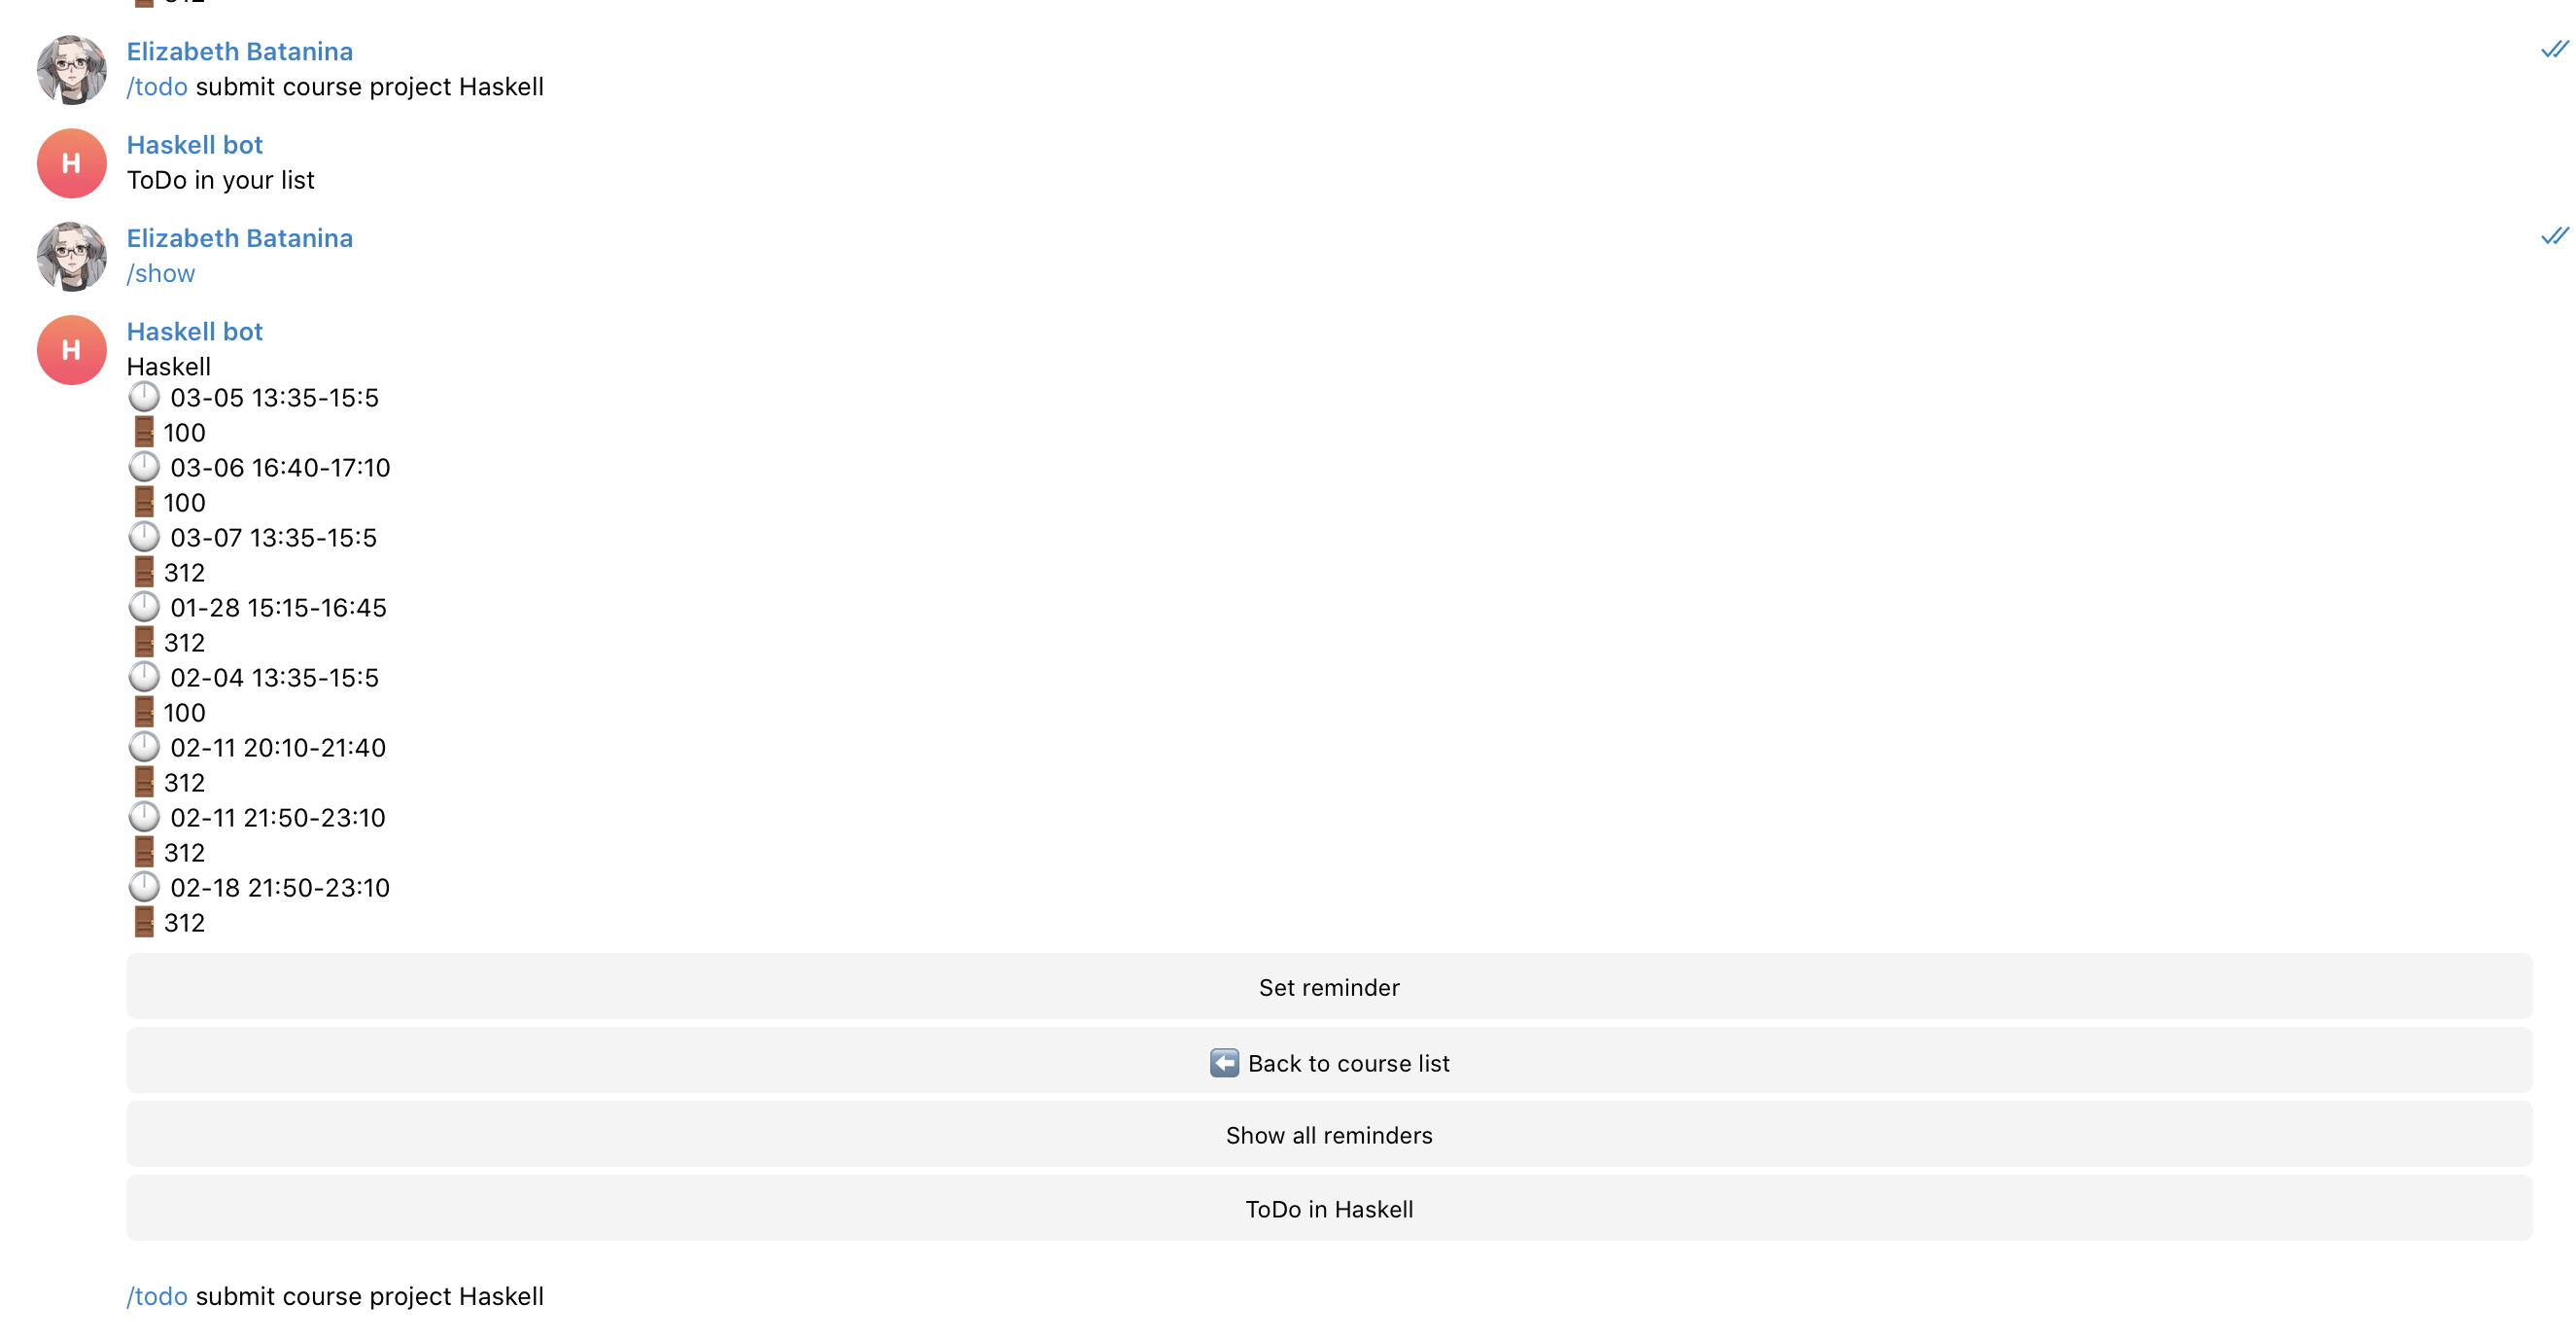 312
Elizabeth Batanina
/todo submit course project Haskell
H
Haskell bot
ToDo in your list
Elizabeth Batanina
/show
H
Haskell bot
Haskell
03-05 13:35-15:5
100
03-06 16:40-17:10
100
03-07 13:35-15:5
312
01-28 15:15-16:45
312
02-04 13:35-15:5
100
02-11 20:10-21:40
312
02-11 21:50-23:10
312
02-18 21:50-23:10
312
Set reminder
Back to course list
Show all reminders
ToDo in Haskell
/todo submit course project Haskell